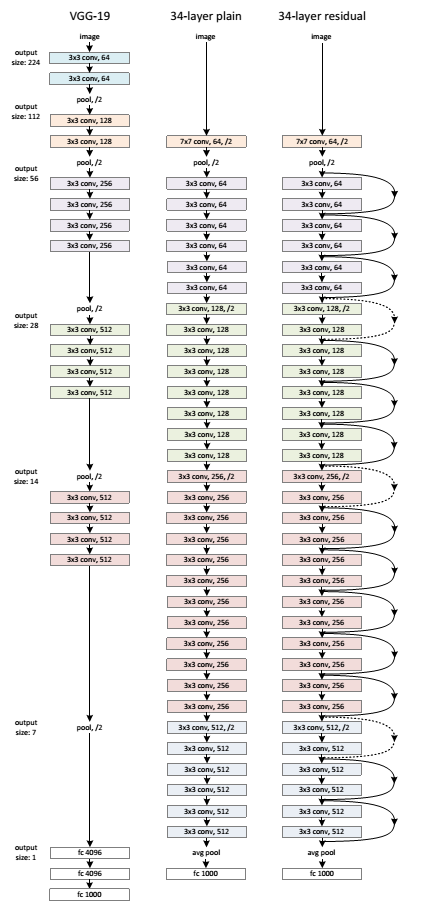 VGG-19
image
output
size: 224
3x3 conv, 64
3x3 conv, 64
pool, /2
output
size: 112
3x3 conv, 128
3x3 conv, 128
pool, /2
output
size: 56
3x3 conv, 256
3x3 conv, 256
3x3 conv, 256
3x3 conv, 256
pool, /2
output
size: 28
3x3 conv, 512
3x3 conv, 512
3x3 conv, 512
3x3 conv, 512
pool, /2
output
size: 14
3x3 conv, 512
3x3 conv, 512
3x3 conv, 512
3x3 conv, 512
pool, /2
output
size: 7
output
size: 1
fc 4096
fc 4096
fc 1000
34-layer plain
image
7x7 conv, 64, /2
pool, /2
3x3 conv, 64
3x3 conv, 64
3x3 conv, 64
3x3 conv, 64
3x3 conv, 64
3x3 conv, 64
3x3 conv, 128, /2
3x3 conv, 128
3x3 conv, 128
3x3 conv, 128
3x3 conv, 128
3x3 conv, 128
3x3 conv, 128
3x3 conv, 128
3x3 conv, 256, /2
3x3 conv, 256
3x3 conv, 256
3x3 conv, 256
3x3 conv, 256
3x3 conv, 256
3x3 conv, 256
3x3 conv, 256
3x3 conv, 256
3x3 conv, 256
3x3 conv, 256
3x3 conv, 256
3x3 conv, 512, /2
3x3 conv, 512
3x3 conv, 512
3x3 conv, 512
3x3 conv, 512
3x3 conv, 512
avg pool
fc 1000
34-layer residual
image
7x7 conv, 64, /2
pool, /2
3x3 conv, 64
3x3 conv, 64
3x3 conv, 64
3x3 conv, 64
3x3 conv, 64
3x3 conv, 64
3x3 conv, 128, /2
3x3 conv, 128
3x3 conv, 128
3x3 conv, 128
3x3 conv, 128
3x3 conv, 128
3x3 conv, 128
3x3 conv, 128
3x3 conv, 256, /2
3x3 conv, 256
3x3 conv, 256
3x3 conv, 256
3x3 conv, 256
3x3 conv, 256
3x3 conv, 256
3x3 conv, 256
3x3 conv, 256
3x3 conv, 256
3x3 conv, 256
3x3 conv, 256
3x3 conv, 512, /2
3x3 conv, 512
3x3 conv, 512
3x3 conv, 512
3x3 conv, 512
3x3 conv, 512
avg pool
fc 1000